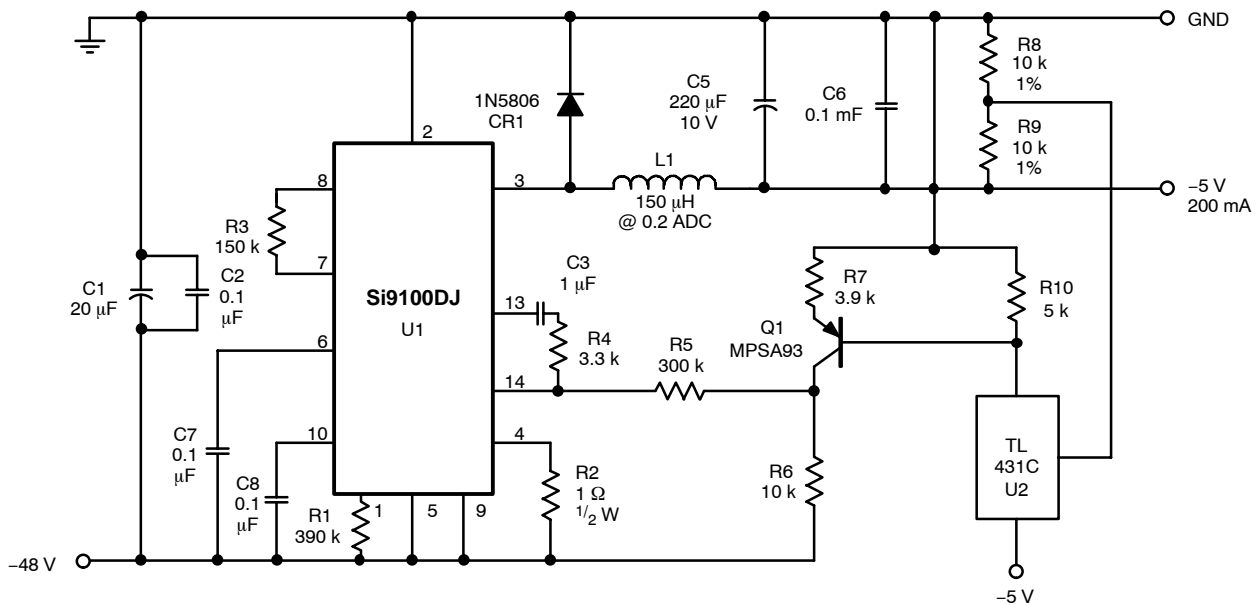 GND
R8
10 k
1%
R9
10 k
1%
1N5806
CR1
C5
220 μF
10 V
C6
0.1 mF
L1
150 μH
@ 0.2 ADC
−5 V
200 mA
2
8
3
R3
150 k
7
C1
20 μF
C2
0.1
μF
Si9100DJ
U1
13
C3
1 μF
R4
3.3 k
R5
300 k
R7
3.9 k
Q1
MPSA93
R10
5 k
6
14
10
4
C7
0.1
μF
C8
0.1
μF
R1
390 k
1
5
9
R2
1 Ω
1/2 W
R6
10 k
TL
431C
U2
−48 V
−5 V